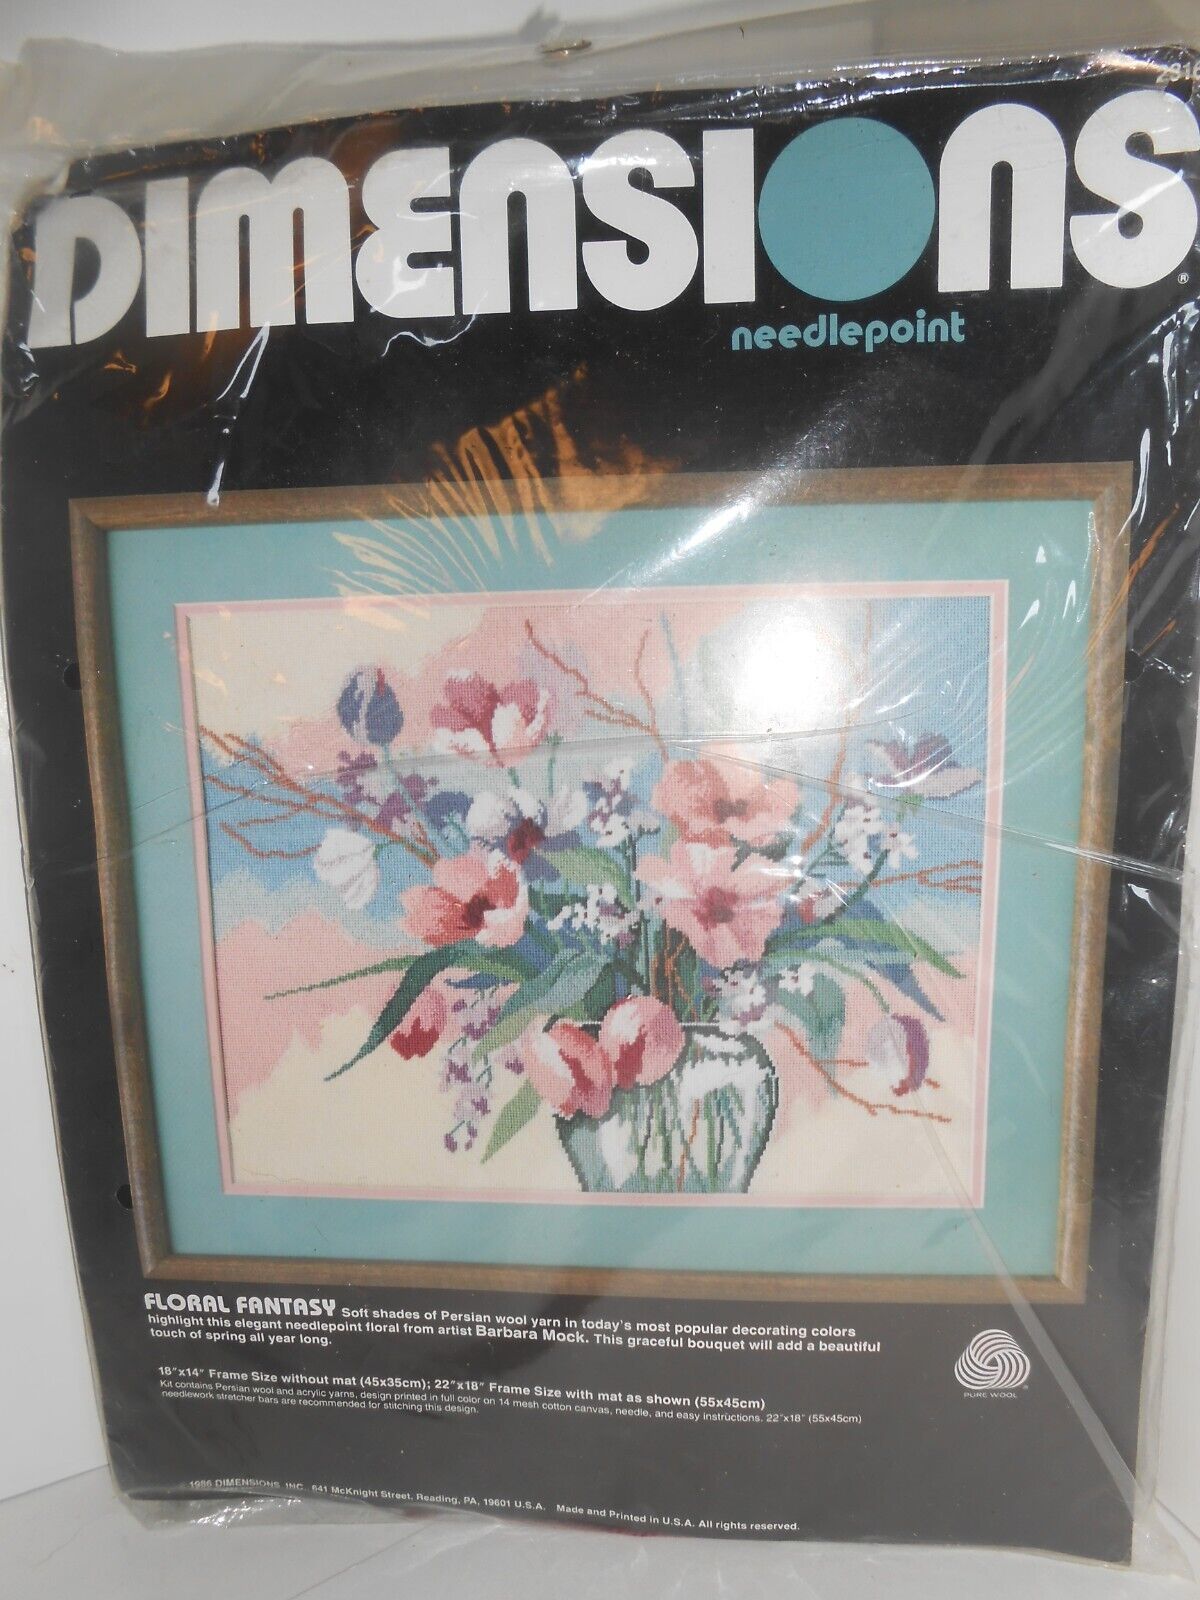 DIMENSIONS®
needlepoint
FLORAL FANTASY Soft shades of Persian wool yarn in today's most popular decorating colors
highlight this elegant needlepoint floral from artist Barbara Mock. This graceful bouquet will add a beautiful
touch of spring all year long.
18"x14" Frame Size without mat (45x35cm); 22"x18" Frame Size with mat as shown (55x45cm)
Kit contains Persian wool and acrylic yarns, design printed in full color on 14 mesh cotton canvas, needle, and easy instructions. 22"x18" (55x45cm)
needlework stretcher bars are recommended for stitching this design.
PURE WOOL
1986 DIMENSIONS, INC., 641 McKnight Street, Reading, PA, 19601 U.S.A. Made and Printed in U.S.A. All rights reserved.